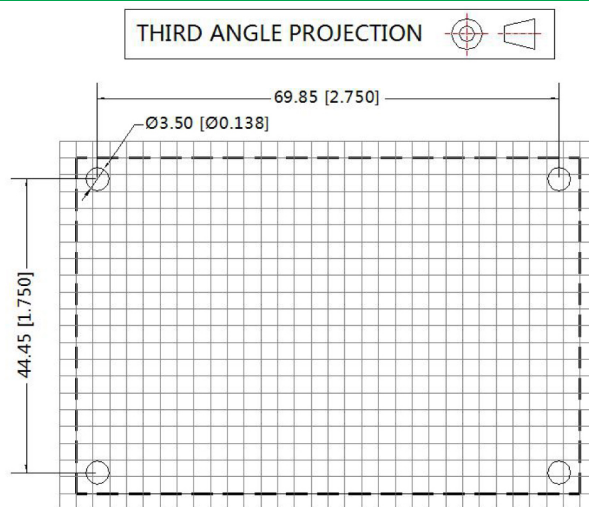 THIRD ANGLE PROJECTION
69.85 [2.750]
Ø3.50 [Ø0.138]
44.45 [1.750]